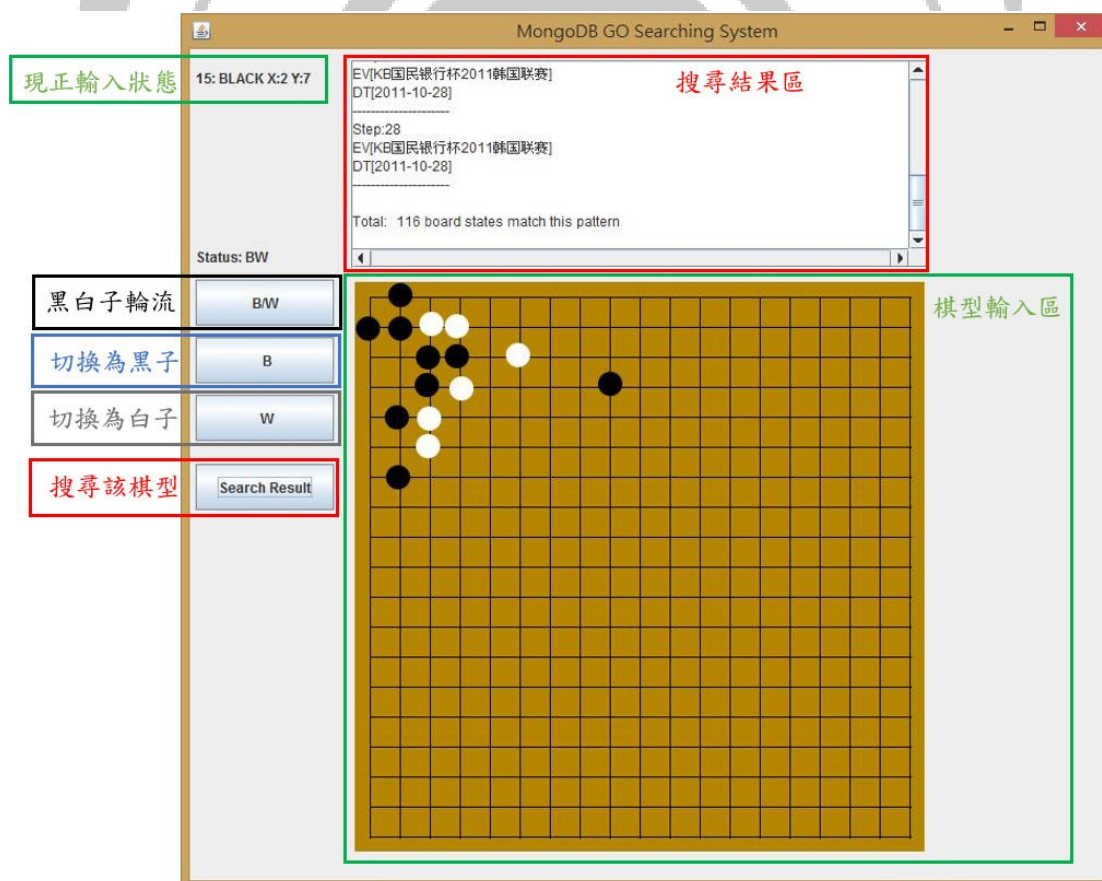 MongoDB GO Searching System
現正輸入狀態
15: BLACK X:2 Y:7
EV[KB国民银行杯2011韩国联赛]
搜尋結果區
DT[2011-10-28]
----------------------
Step:28
EV[KB国民银行杯2011韩国联赛]
DT[2011-10-28]
----------------------
Total: 116 board states match this pattern
Status: BW
黑白子輪流
B/W
棋型輸入區
切換為黑子
B
切換為白子
W
搜尋該棋型
Search Result